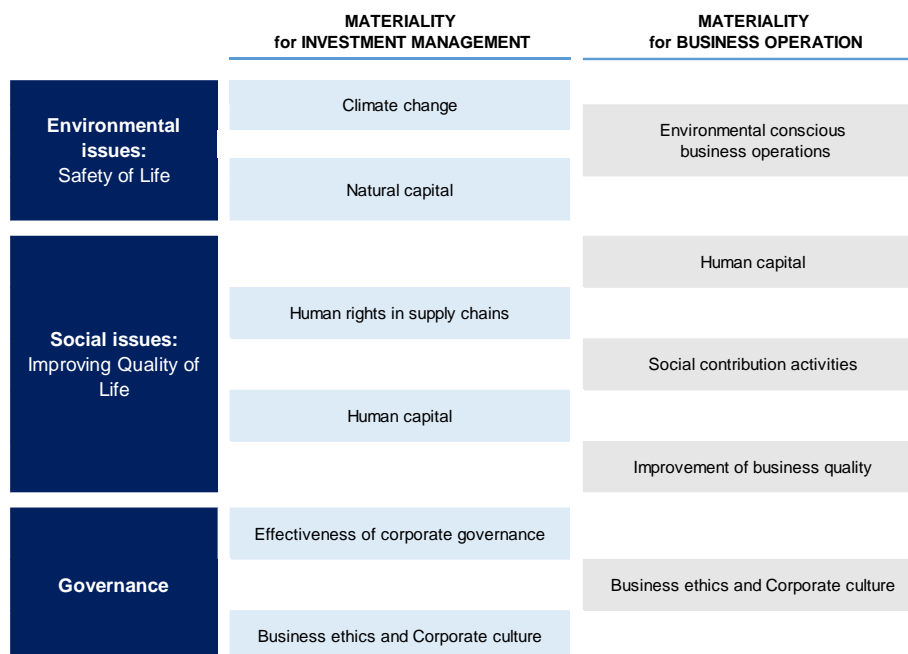 MATERIALITY
for INVESTMENT MANAGEMENT
MATERIALITY
for BUSINESS OPERATION
Environmental
issues:
Safety of Life
Climate change
Natural capital
Environmental conscious
business operations
Social issues:
Improving Quality of
Life
Human rights in supply chains
Human capital
Human capital
Social contribution activities
Improvement of business quality
Governance
Effectiveness of corporate governance
Business ethics and Corporate culture
Business ethics and Corporate culture